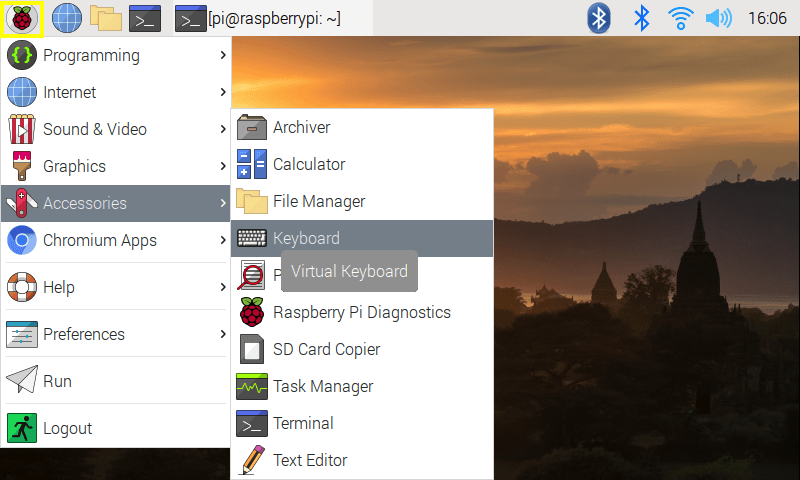 [pi@raspberrypi: ~]
16:06
Programming
Internet
Sound & Video
Graphics
Accessories
Chromium Apps
Help
Preferences
Run
Logout
Archiver
Calculator
File Manager
Keyboard
Virtual Keyboard
Raspberry Pi Diagnostics
SD Card Copier
Task Manager
Terminal
Text Editor